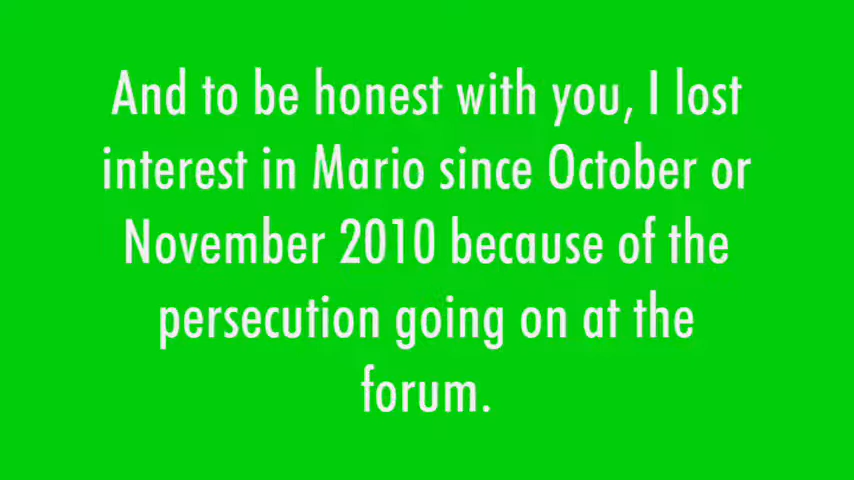 And to be honest with you, I lost
interest in Mario since October or
November 2010 because of the
persecution going on at the
forum.